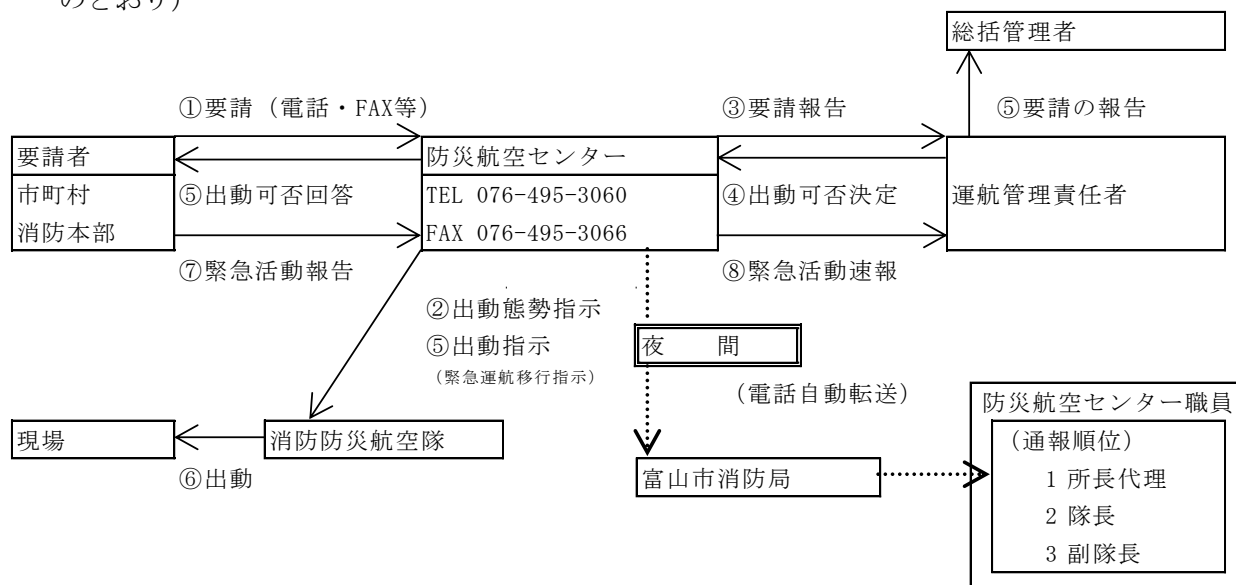 のとおり）
総括管理者
①要請（電話・FAX等）
③要請報告
⑤要請の報告
要請者
防災航空センター
市町村
⑤出動可否回答
TEL 076-495-3060
④出動可否決定
運航管理責任者
消防本部
FAX 076-495-3066
⑦緊急活動報告
⑧緊急活動速報
②出動態勢指示
⑤出動指示
夜　　間
（緊急運航移行指示）
（電話自動転送）
防災航空センター職員
現場
消防防災航空隊
（通報順位）
⑥出動
富山市消防局
1 所長代理
2 隊長
3 副隊長